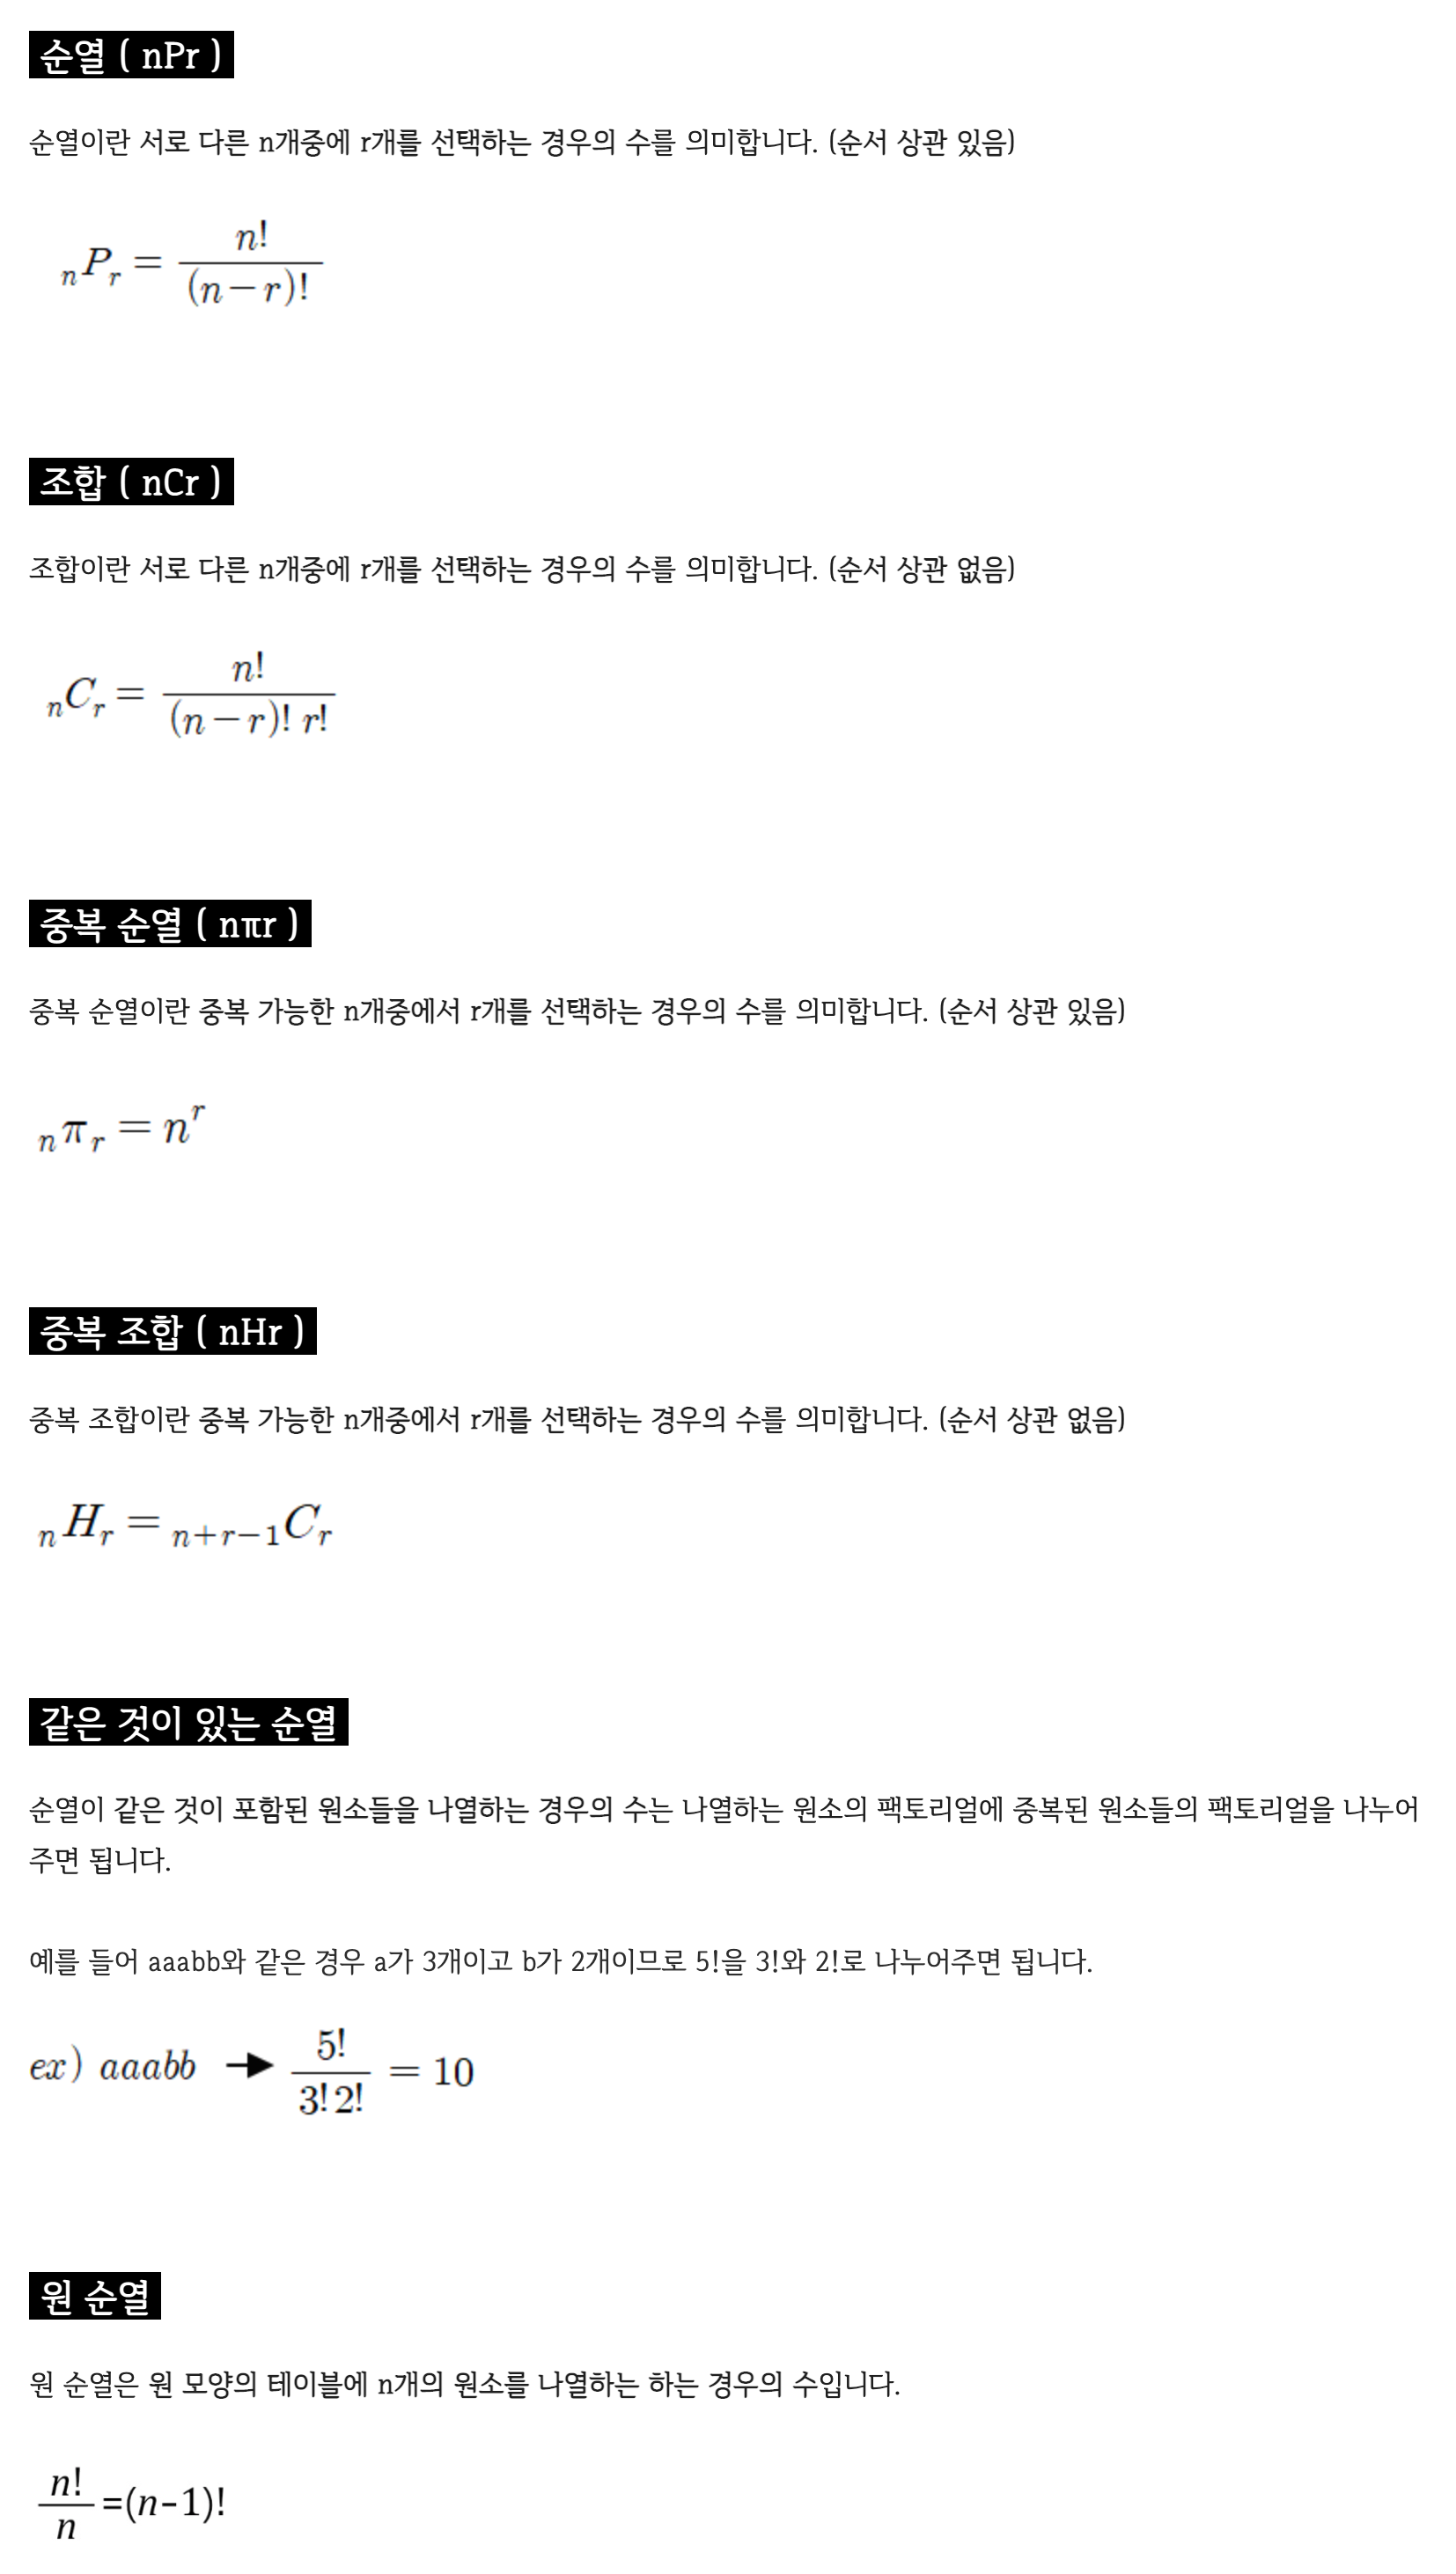 순열 ( nPr )
순열이란 서로 다른 n개중에 r개를 선택하는 경우의 수를 의미합니다. (순서 상관 있음)
nPr = n! / (n−r)!
조합 ( nCr )
조합이란 서로 다른 n개중에 r개를 선택하는 경우의 수를 의미합니다. (순서 상관 없음)
nCr = n! / (n−r)! r!
중복 순열 ( nπr )
중복 순열이란 중복 가능한 n개중에서 r개를 선택하는 경우의 수를 의미합니다. (순서 상관 있음)
nπr = n^r
중복 조합 ( nHr )
중복 조합이란 중복 가능한 n개중에서 r개를 선택하는 경우의 수를 의미합니다. (순서 상관 없음)
nHr = n+r−1Cr
같은 것이 있는 순열
순열이 같은 것이 포함된 원소들을 나열하는 경우의 수는 나열하는 원소의 팩토리얼에 중복된 원소들의 팩토리얼을 나누어
주면 됩니다.
예를 들어 aaabb와 같은 경우 a가 3개이고 b가 2개이므로 5!을 3!와 2!로 나누어주면 됩니다.
ex) aaabb → 5! / 3!2! = 10
원 순열
원 순열은 원 모양의 테이블에 n개의 원소를 나열하는 하는 경우의 수입니다.
n! / n =(n-1)!